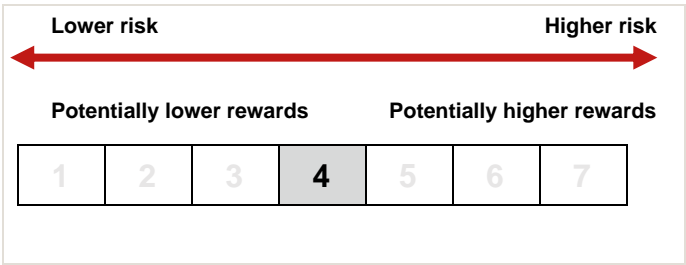 Lower risk Higher risk
Potentially lower rewards Potentially higher rewards
1 2 3 4 5 6 7